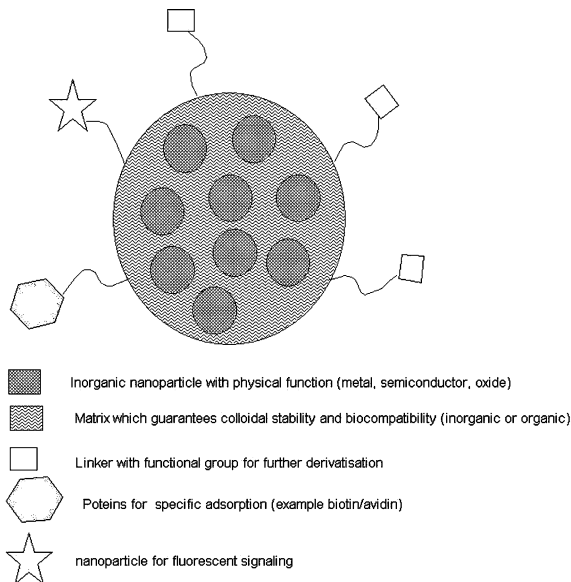 Inorganic nanoparticle with physical function (metal, semiconductor, oxide)
Matrix which guarantees colloidal stability and biocompatibility (inorganic or organic)
Linker with functional group for further derivatisation
Poteins for specific adsorption (example biotin/avidin)
nanoparticle for fluorescent signaling